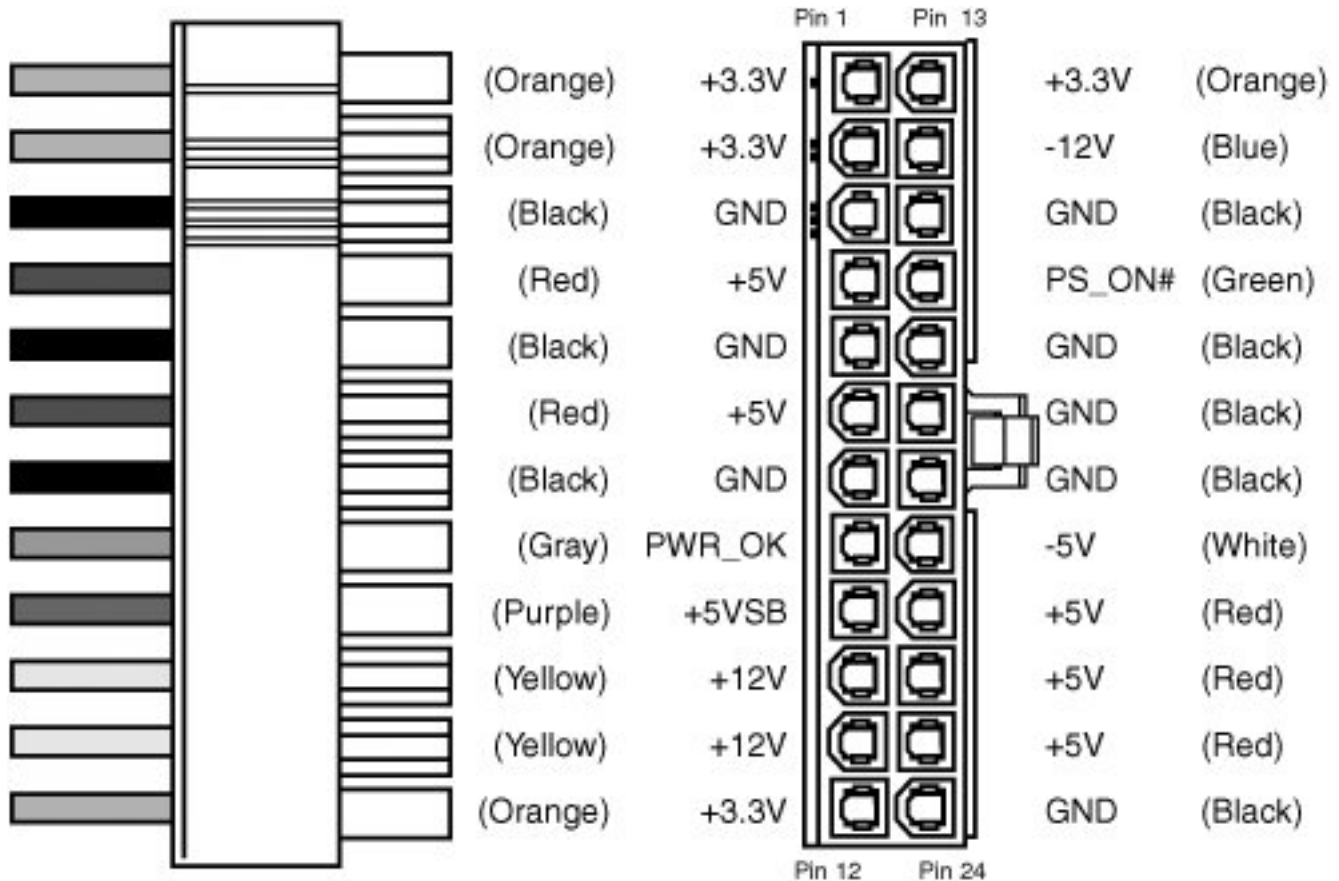 Pin 1 Pin 13
(Orange) +3.3V +3.3V (Orange)
(Orange) +3.3V -12V (Blue)
(Black) GND GND (Black)
(Red) +5V PS_ON# (Green)
(Black) GND GND (Black)
(Red) +5V GND (Black)
(Black) GND GND (Black)
(Gray) PWR_OK -5V (White)
(Purple) +5VSB +5V (Red)
(Yellow) +12V +5V (Red)
(Yellow) +12V +5V (Red)
(Orange) +3.3V GND (Black)
Pin 12 Pin 24